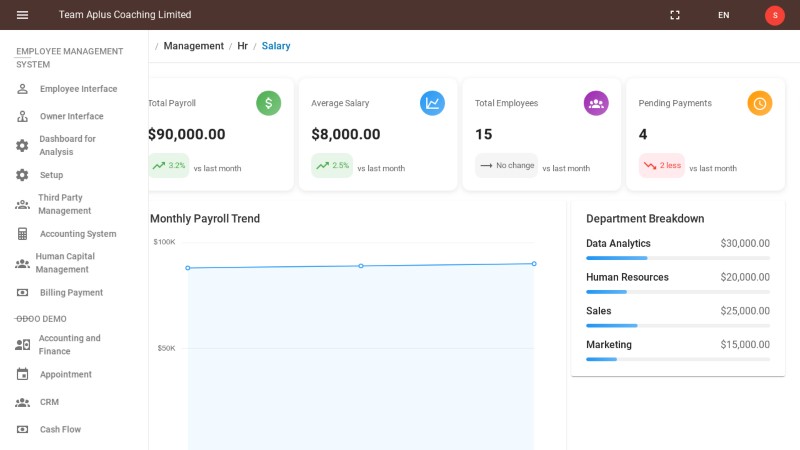 Team Aplus Coaching Limited
EN
S
EMPLOYEE MANAGEMENT
SYSTEM
Employee Interface
Owner Interface
Dashboard for
Analysis
Setup
Third Party
Management
Accounting System
Human Capital
Management
Billing Payment
ODOO DEMO
Accounting and
Finance
Appointment
CRM
Cash Flow
/ Management / Hr / Salary
Total Payroll
$90,000.00
3.2% vs last month
Average Salary
$8,000.00
2.5% vs last month
Total Employees
15
No change vs last month
Pending Payments
4
2 less vs last month
Monthly Payroll Trend
$100K
$50K
Department Breakdown
Data Analytics $30,000.00
Human Resources $20,000.00
Sales $25,000.00
Marketing $15,000.00